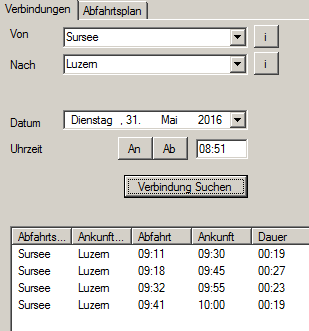 Verbindungen Abfahrtsplan
Von Sursee i
Nach Luzern i
Datum Dienstag , 31. Mai 2016
Uhrzeit An Ab 08:51
Verbindung Suchen
Abfahrts... Ankunft... Abfahrt Ankunft Dauer
Sursee Luzern 09:11 09:30 00:19
Sursee Luzern 09:18 09:45 00:27
Sursee Luzern 09:32 09:55 00:23
Sursee Luzern 09:41 10:00 00:19